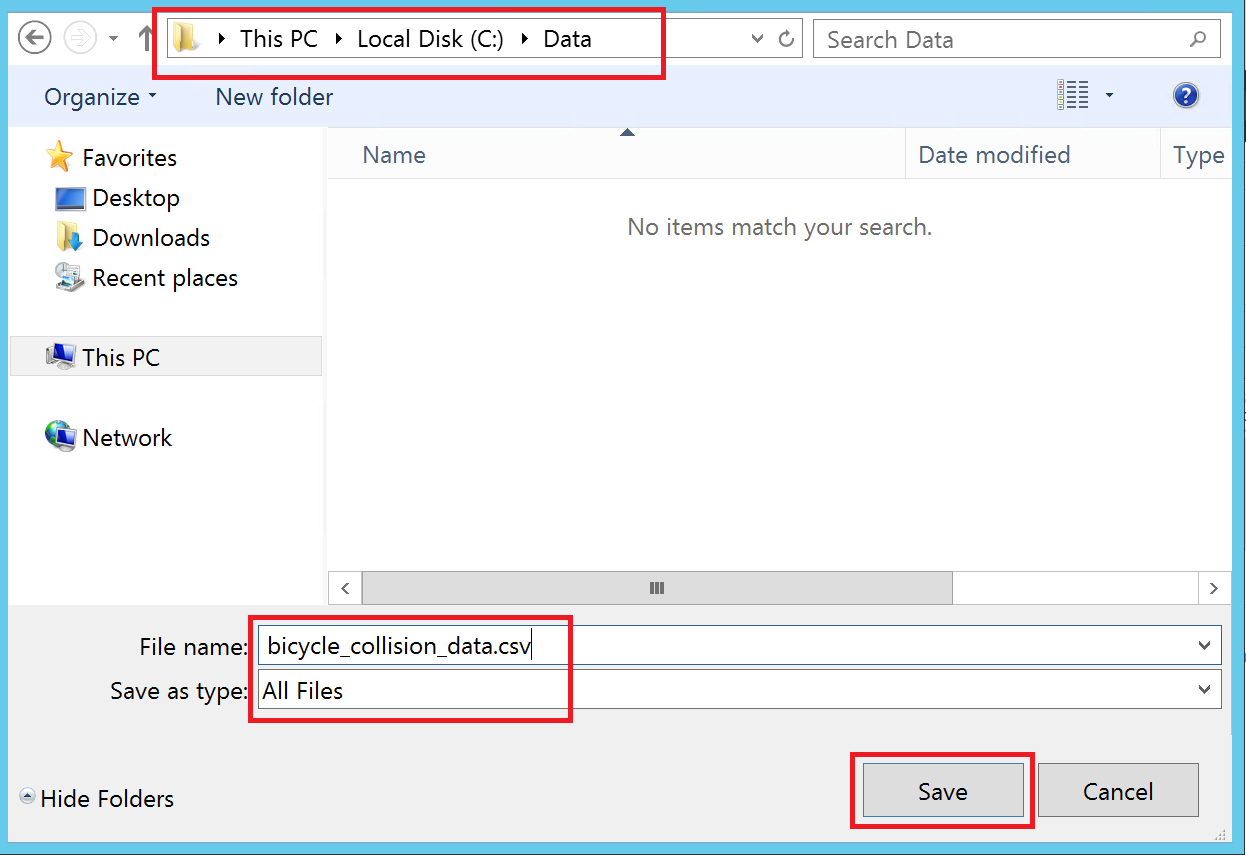 This PC Local Disk (C:) Data
Search Data
Organize New folder
?
Name Date modified Type
No items match your search.
Favorites
Desktop
Downloads
Recent places
This PC
Network
File name: bicycle_collision_data.csv
Save as type: All Files
Hide Folders
Save Cancel